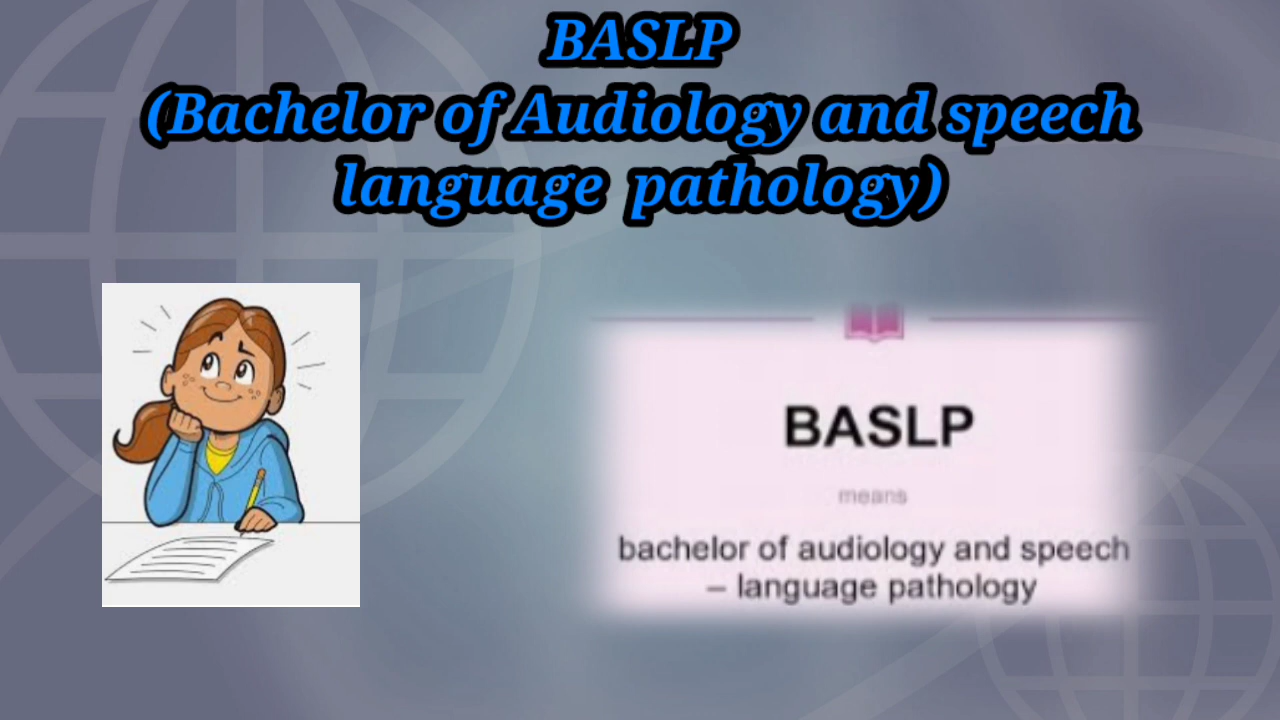 BASLP
(Bachelor of Audiology and speech
language pathology)
BASLP
means
bachelor of audiology and speech
– language pathology